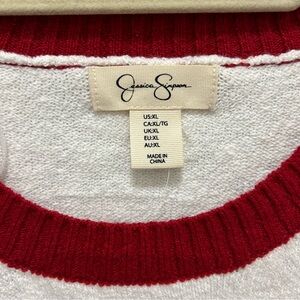 Jessica Simpson
US:XL
CA:XL/TG
UK:XL
EU:XL
AU:XL
MADE IN
CHINA